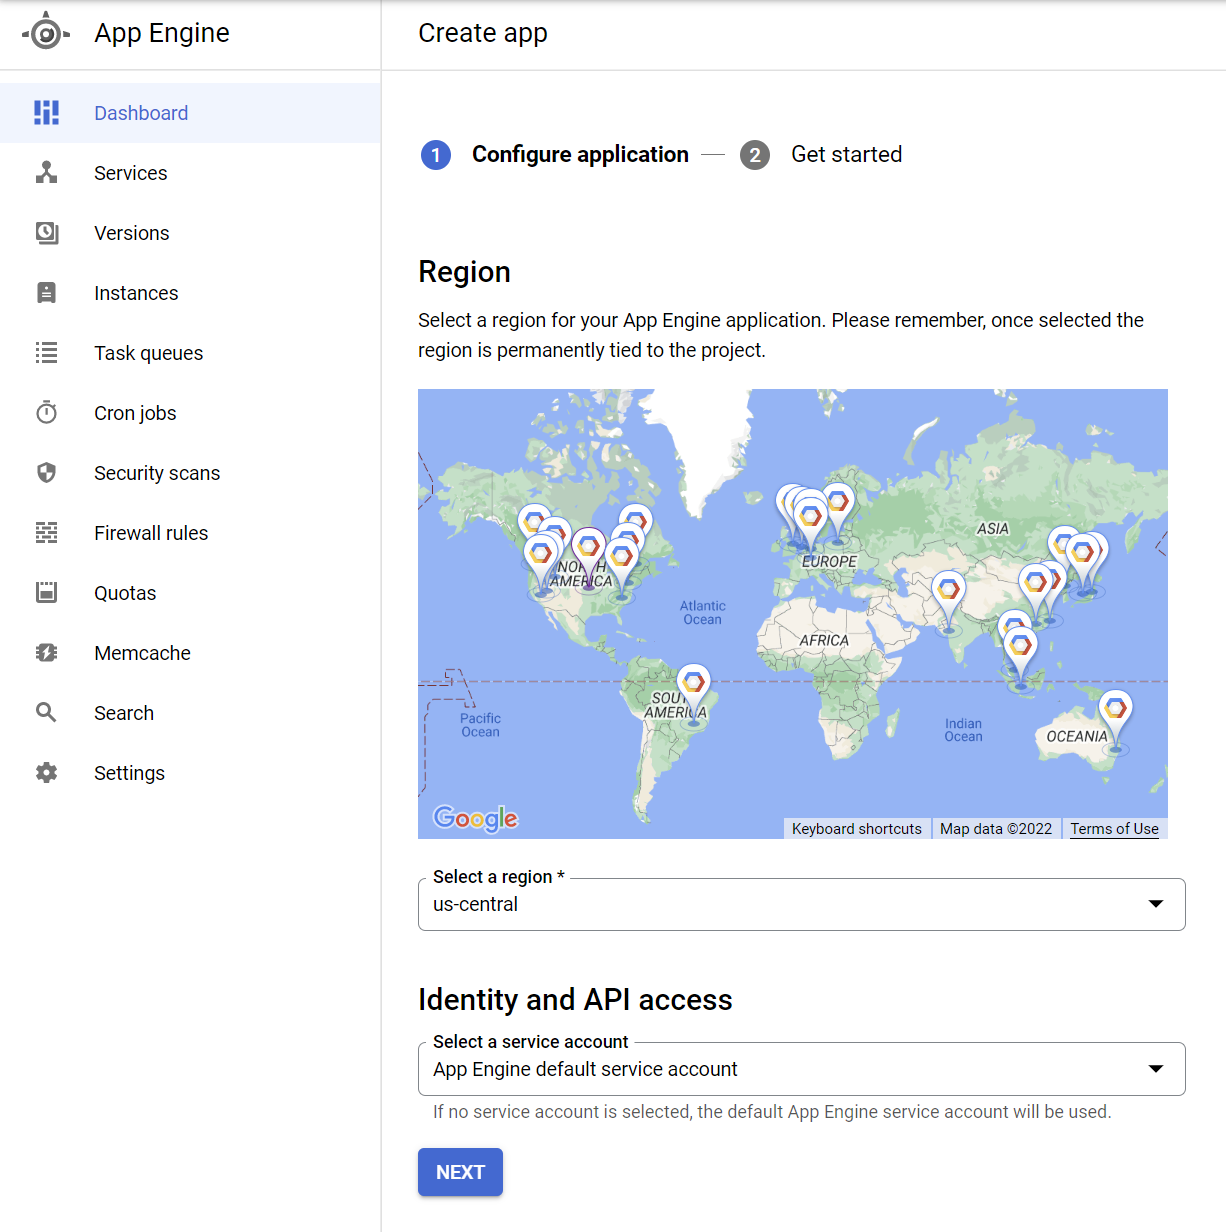 App Engine
Create app
Dashboard
Services
Versions
Instances
Task queues
Cron jobs
Security scans
Firewall rules
Quotas
Memcache
Search
Settings
1 Configure application — 2 Get started
Region
Select a region for your App Engine application. Please remember, once selected the
region is permanently tied to the project.
ASIA
EUROPE
NORTH
AMERICA
Atlantic
Ocean
AFRICA
SOUTH
AMERICA
Pacific
Ocean
Indian
Ocean
OCEANIA
Google
Keyboard shortcuts Map data ©2022 Terms of Use
Select a region *
us-central
Identity and API access
Select a service account
App Engine default service account
If no service account is selected, the default App Engine service account will be used.
NEXT